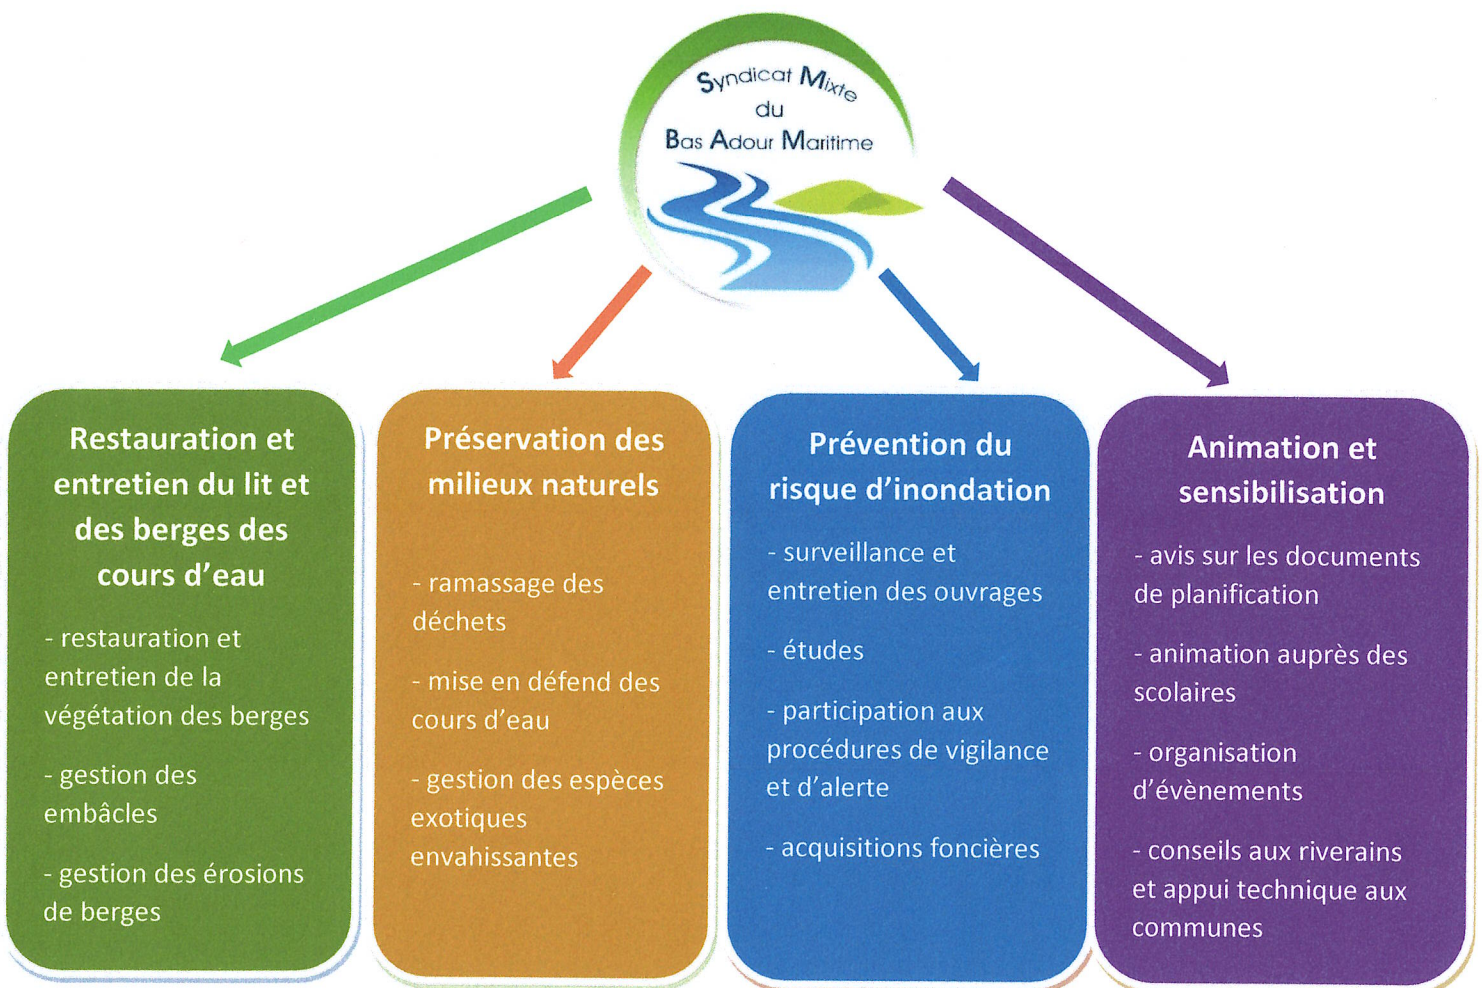 Syndicat Mixte
du
Bas Adour Maritime
Restauration et
entretien du lit et
des berges des
cours d'eau
- restauration et
entretien de la
végétation des berges
- gestion des
embâcles
- gestion des érosions
de berges
Préservation des
milieux naturels
- ramassage des
déchets
- mise en défend des
cours d'eau
- gestion des espèces
exotiques
envahissantes
Prévention du
risque d'inondation
- surveillance et
entretien des ouvrages
- études
- participation aux
procédures de vigilance
et d'alerte
- acquisitions foncières
Animation et
sensibilisation
- avis sur les documents
de planification
- animation auprès des
scolaires
- organisation
d'évènements
- conseils aux riverains
et appui technique aux
communes